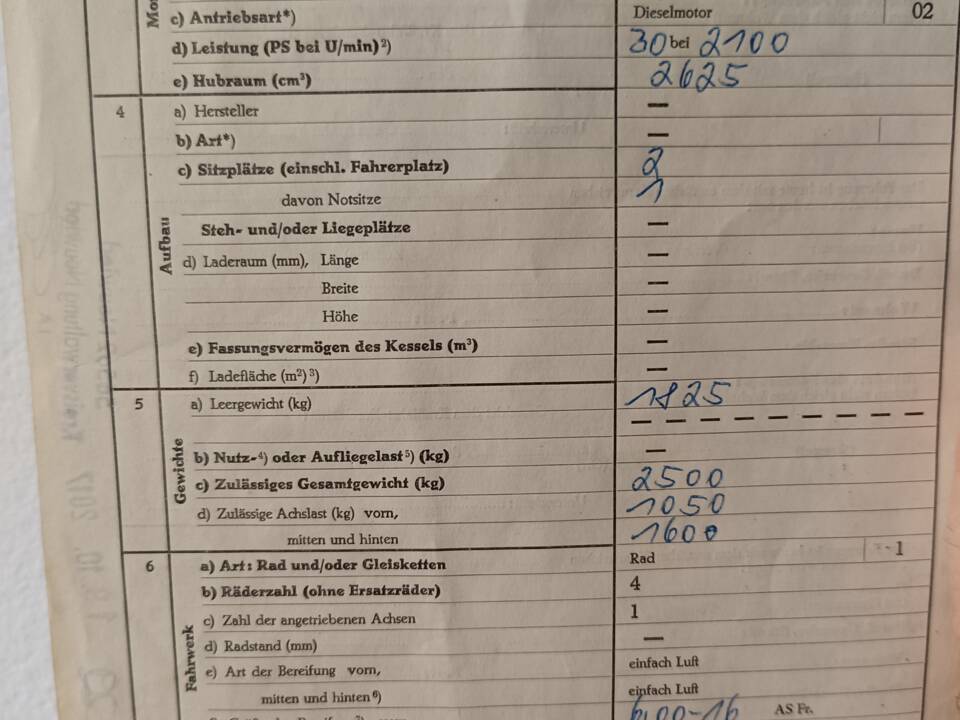 c) Antriebsart*) Dieselmotor 02
d) Leistung (PS bei U/min)²) 30 bei 2100
e) Hubraum (cm³) 2625
4 a) Hersteller —
b) Art*) —
c) Sitzplätze (einschl. Fahrerplatz) 2
davon Notsitze 1
Steh- und/oder Liegeplätze —
Aufbau
d) Laderaum (mm), Länge —
Breite —
Höhe —
e) Fassungsvermögen des Kessels (m³) —
f) Ladefläche (m²)³) —
5 a) Leergewicht (kg) 1825
— — — — — — — — — — —
Gewichte
b) Nutz-⁴) oder Aufliegelast⁵) (kg) —
c) Zulässiges Gesamtgewicht (kg) 2500
d) Zulässige Achslast (kg) vorn, 1050
mitten und hinten 1600
6 a) Art: Rad und/oder Gleisketten Rad - 1
b) Räderzahl (ohne Ersatzräder) 4
c) Zahl der angetriebenen Achsen 1
Fahrwerk
d) Radstand (mm) —
e) Art der Bereifung vorn, einfach Luft
mitten und hinten⁶) einfach Luft
6.00-16 AS Fr.